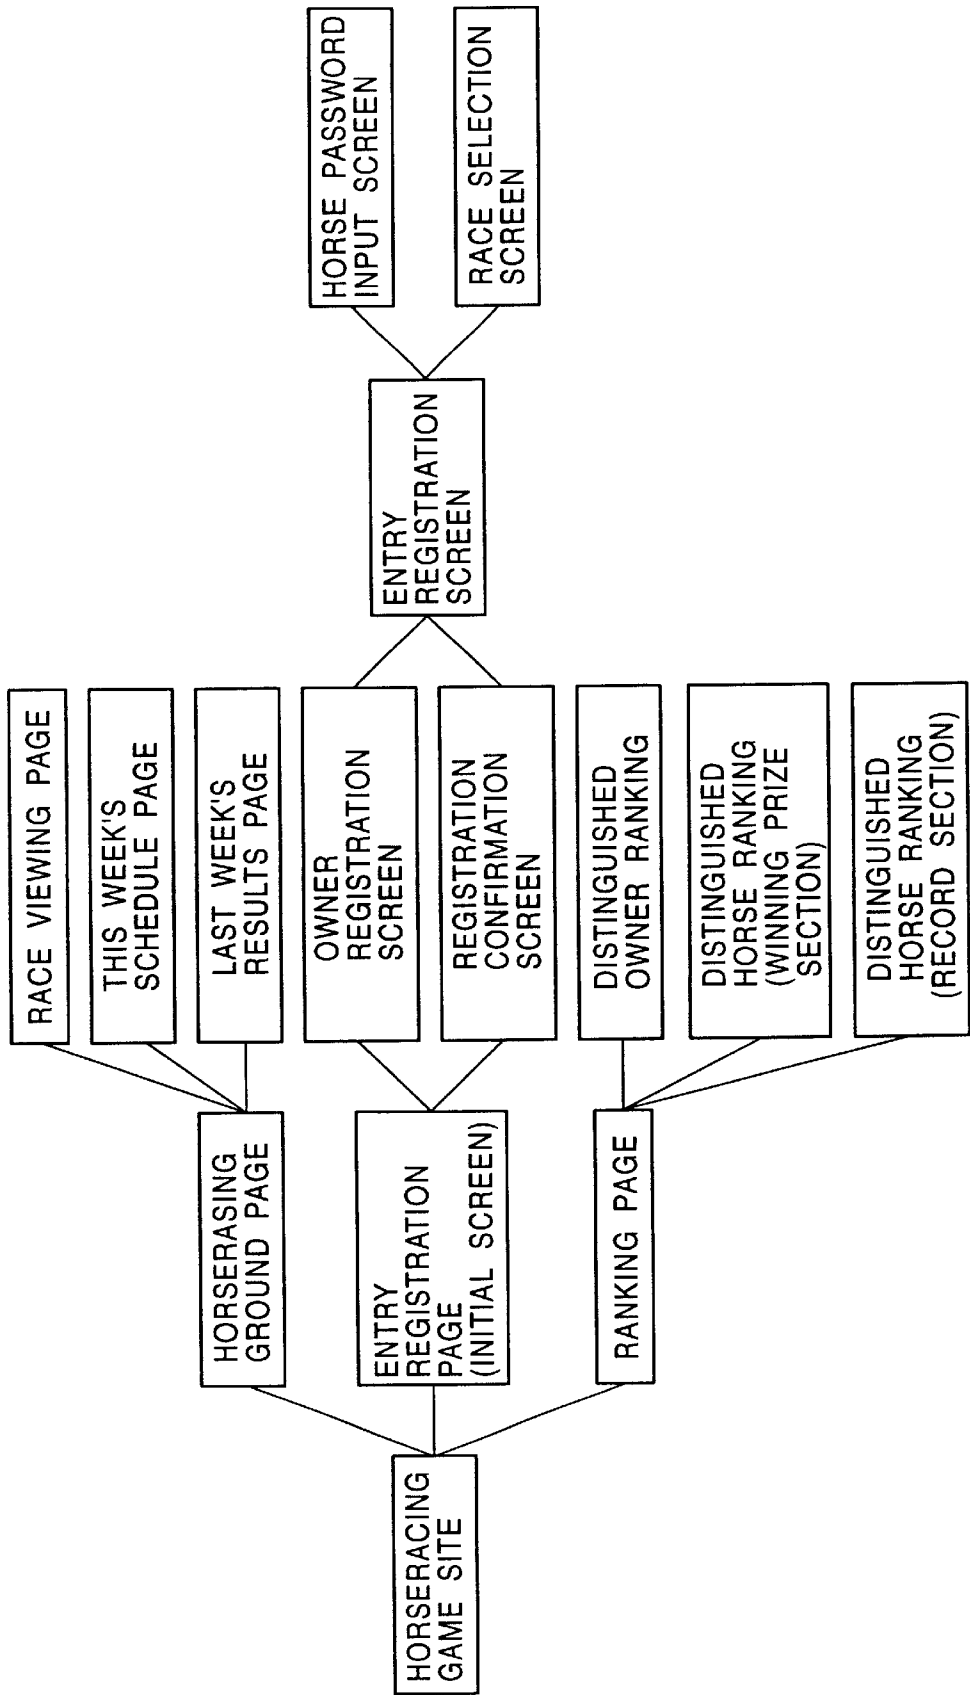 HORSERACING
GAME SITE
HORSERASING
GROUND PAGE
ENTRY
REGISTRATION
PAGE
(INITIAL SCREEN)
RANKING PAGE
RACE VIEWING PAGE
THIS WEEK'S
SCHEDULE PAGE
LAST WEEK'S
RESULTS PAGE
OWNER
REGISTRATION
SCREEN
REGISTRATION
CONFIRMATION
SCREEN
DISTINGUISHED
OWNER RANKING
DISTINGUISHED
HORSE RANKING
(WINNING PRIZE
SECTION)
DISTINGUISHED
HORSE RANKING
(RECORD SECTION)
ENTRY
REGISTRATION
SCREEN
HORSE PASSWORD
INPUT SCREEN
RACE SELECTION
SCREEN